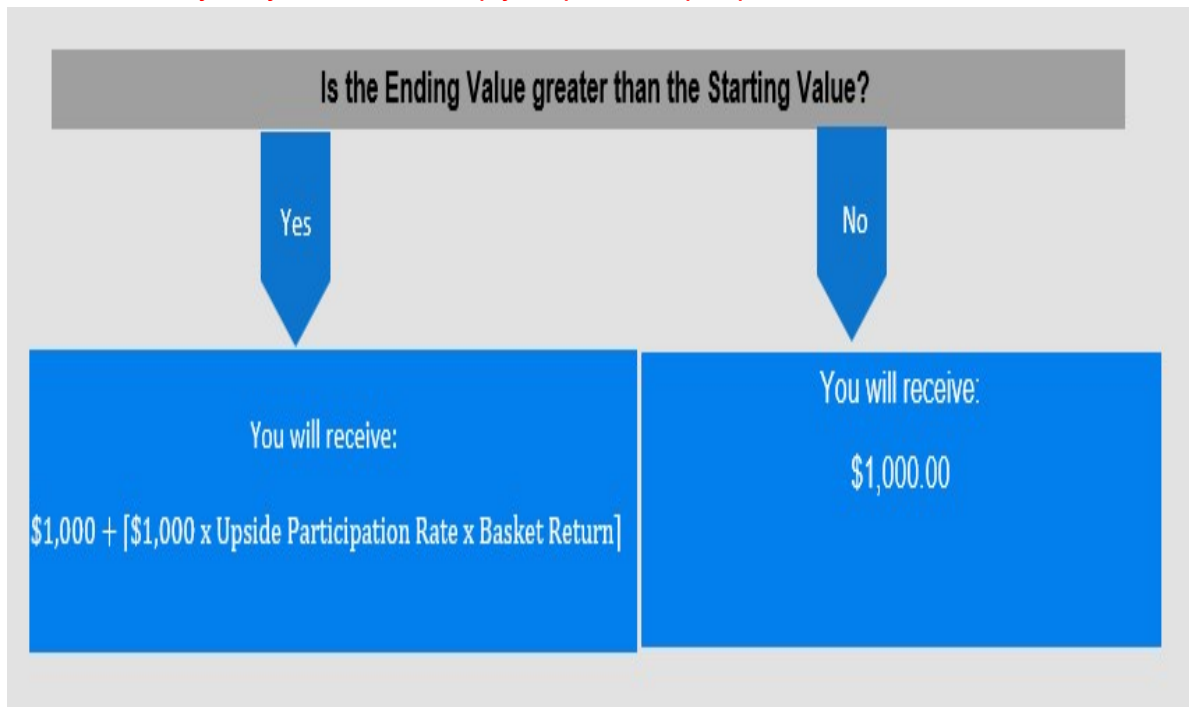 Is the Ending Value greater than the Starting Value?
Yes
No
You will receive:
$1,000 + ⌈$1,000 x Upside Participation Rate x Basket Return⌉
You will receive:
$1,000.00